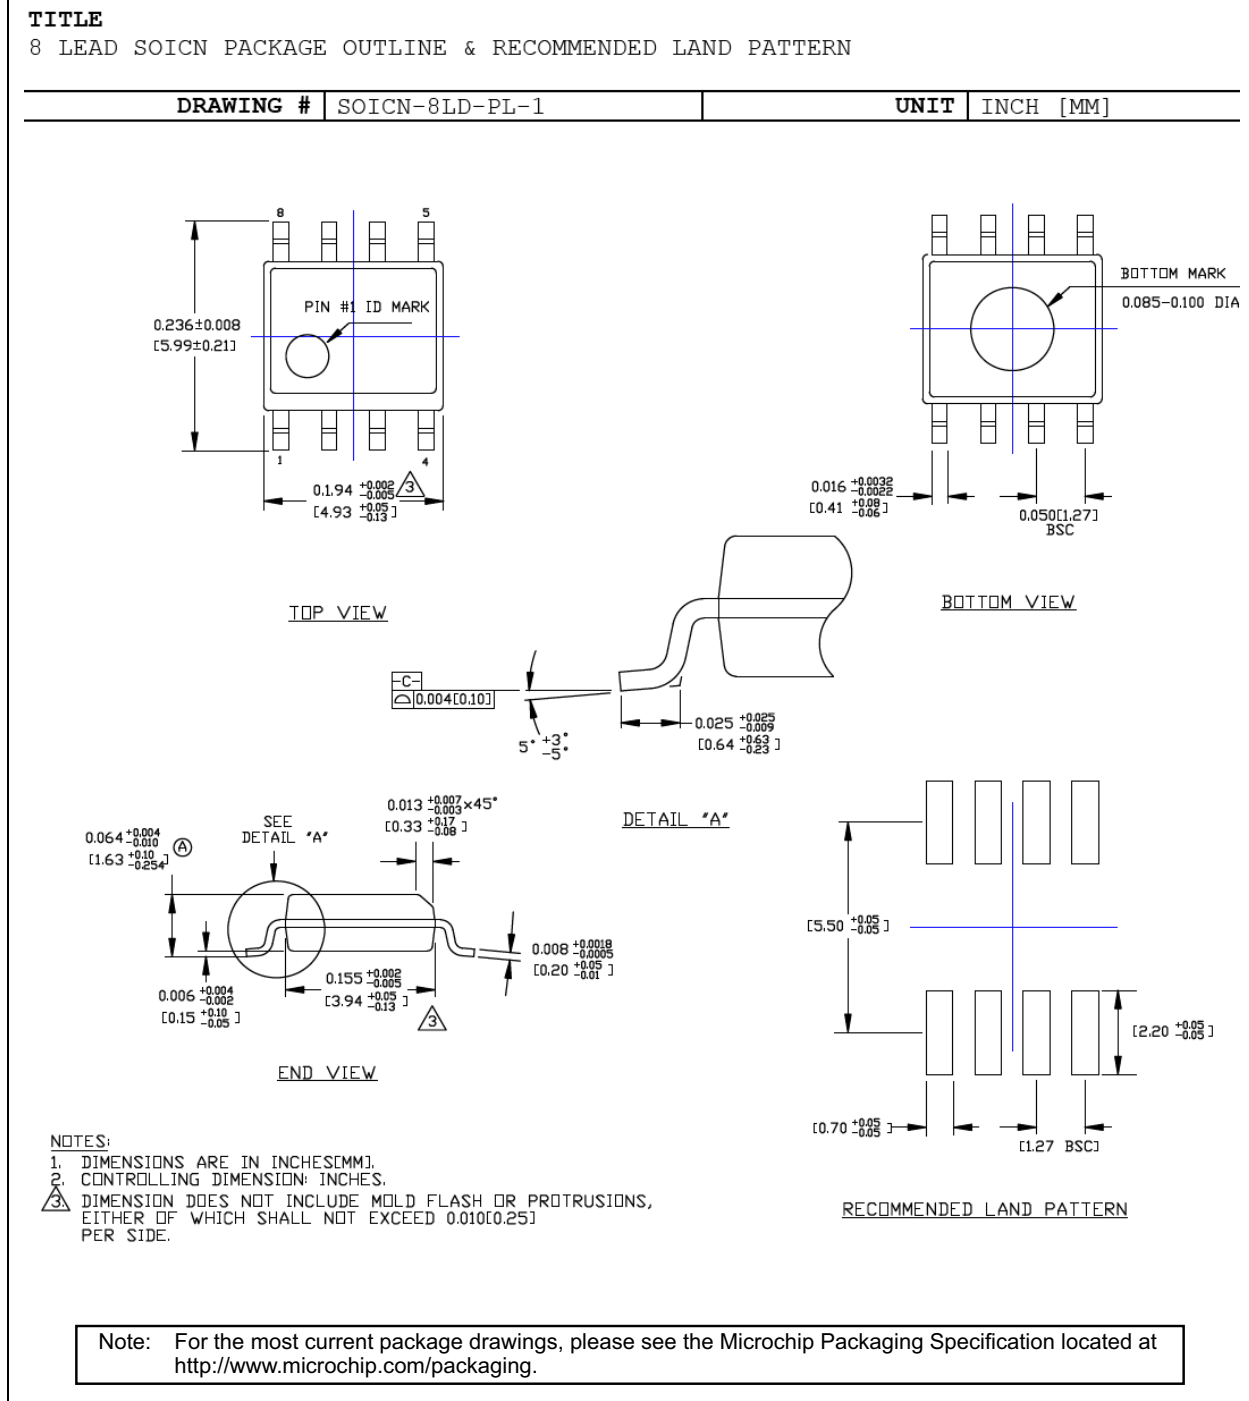 TITLE
8 LEAD SOICN PACKAGE OUTLINE & RECOMMENDED LAND PATTERN
DRAWING # SOICN-8LD-PL-1 UNIT INCH [MM]
8 5
PIN #1 ID MARK
0.236±0.008
[5.99±0.21]
1 4
0.1.94 +0.002 -0.005 3
[4.93 +0.05 -0.13 ]
TOP VIEW
BOTTOM MARK
0.085-0.100 DIA
0.016 +0.0032 -0.0022
[0.41 +0.08 -0.06 ]
0.050[1.27]
BSC
BOTTOM VIEW
-C-
0.004[0.10]
5° +3° -5°
0.025 +0.025 -0.009
[0.64 +0.63 -0.23 ]
DETAIL "A"
SEE
DETAIL "A"
0.064 +0.004 -0.010
[1.63 +0.10 -0.254 ] A
0.013 +0.007 -0.003 ×45°
[0.33 +0.17 -0.08 ]
0.008 +0.0018 -0.0005
[0.20 +0.05 -0.01 ]
0.155 +0.002 -0.005
[3.94 +0.05 -0.13 ]
3
0.006 +0.004 -0.002
[0.15 +0.10 -0.05 ]
END VIEW
[5.50 +0.05 -0.05 ]
[2.20 +0.05 -0.05 ]
[0.70 +0.05 -0.05 ]
[1.27 BSC]
RECOMMENDED LAND PATTERN
NOTES:
1. DIMENSIONS ARE IN INCHES[MM].
2. CONTROLLING DIMENSION: INCHES.
3. DIMENSION DOES NOT INCLUDE MOLD FLASH OR PROTRUSIONS,
EITHER OF WHICH SHALL NOT EXCEED 0.010[0.25]
PER SIDE.
Note: For the most current package drawings, please see the Microchip Packaging Specification located at
http://www.microchip.com/packaging.